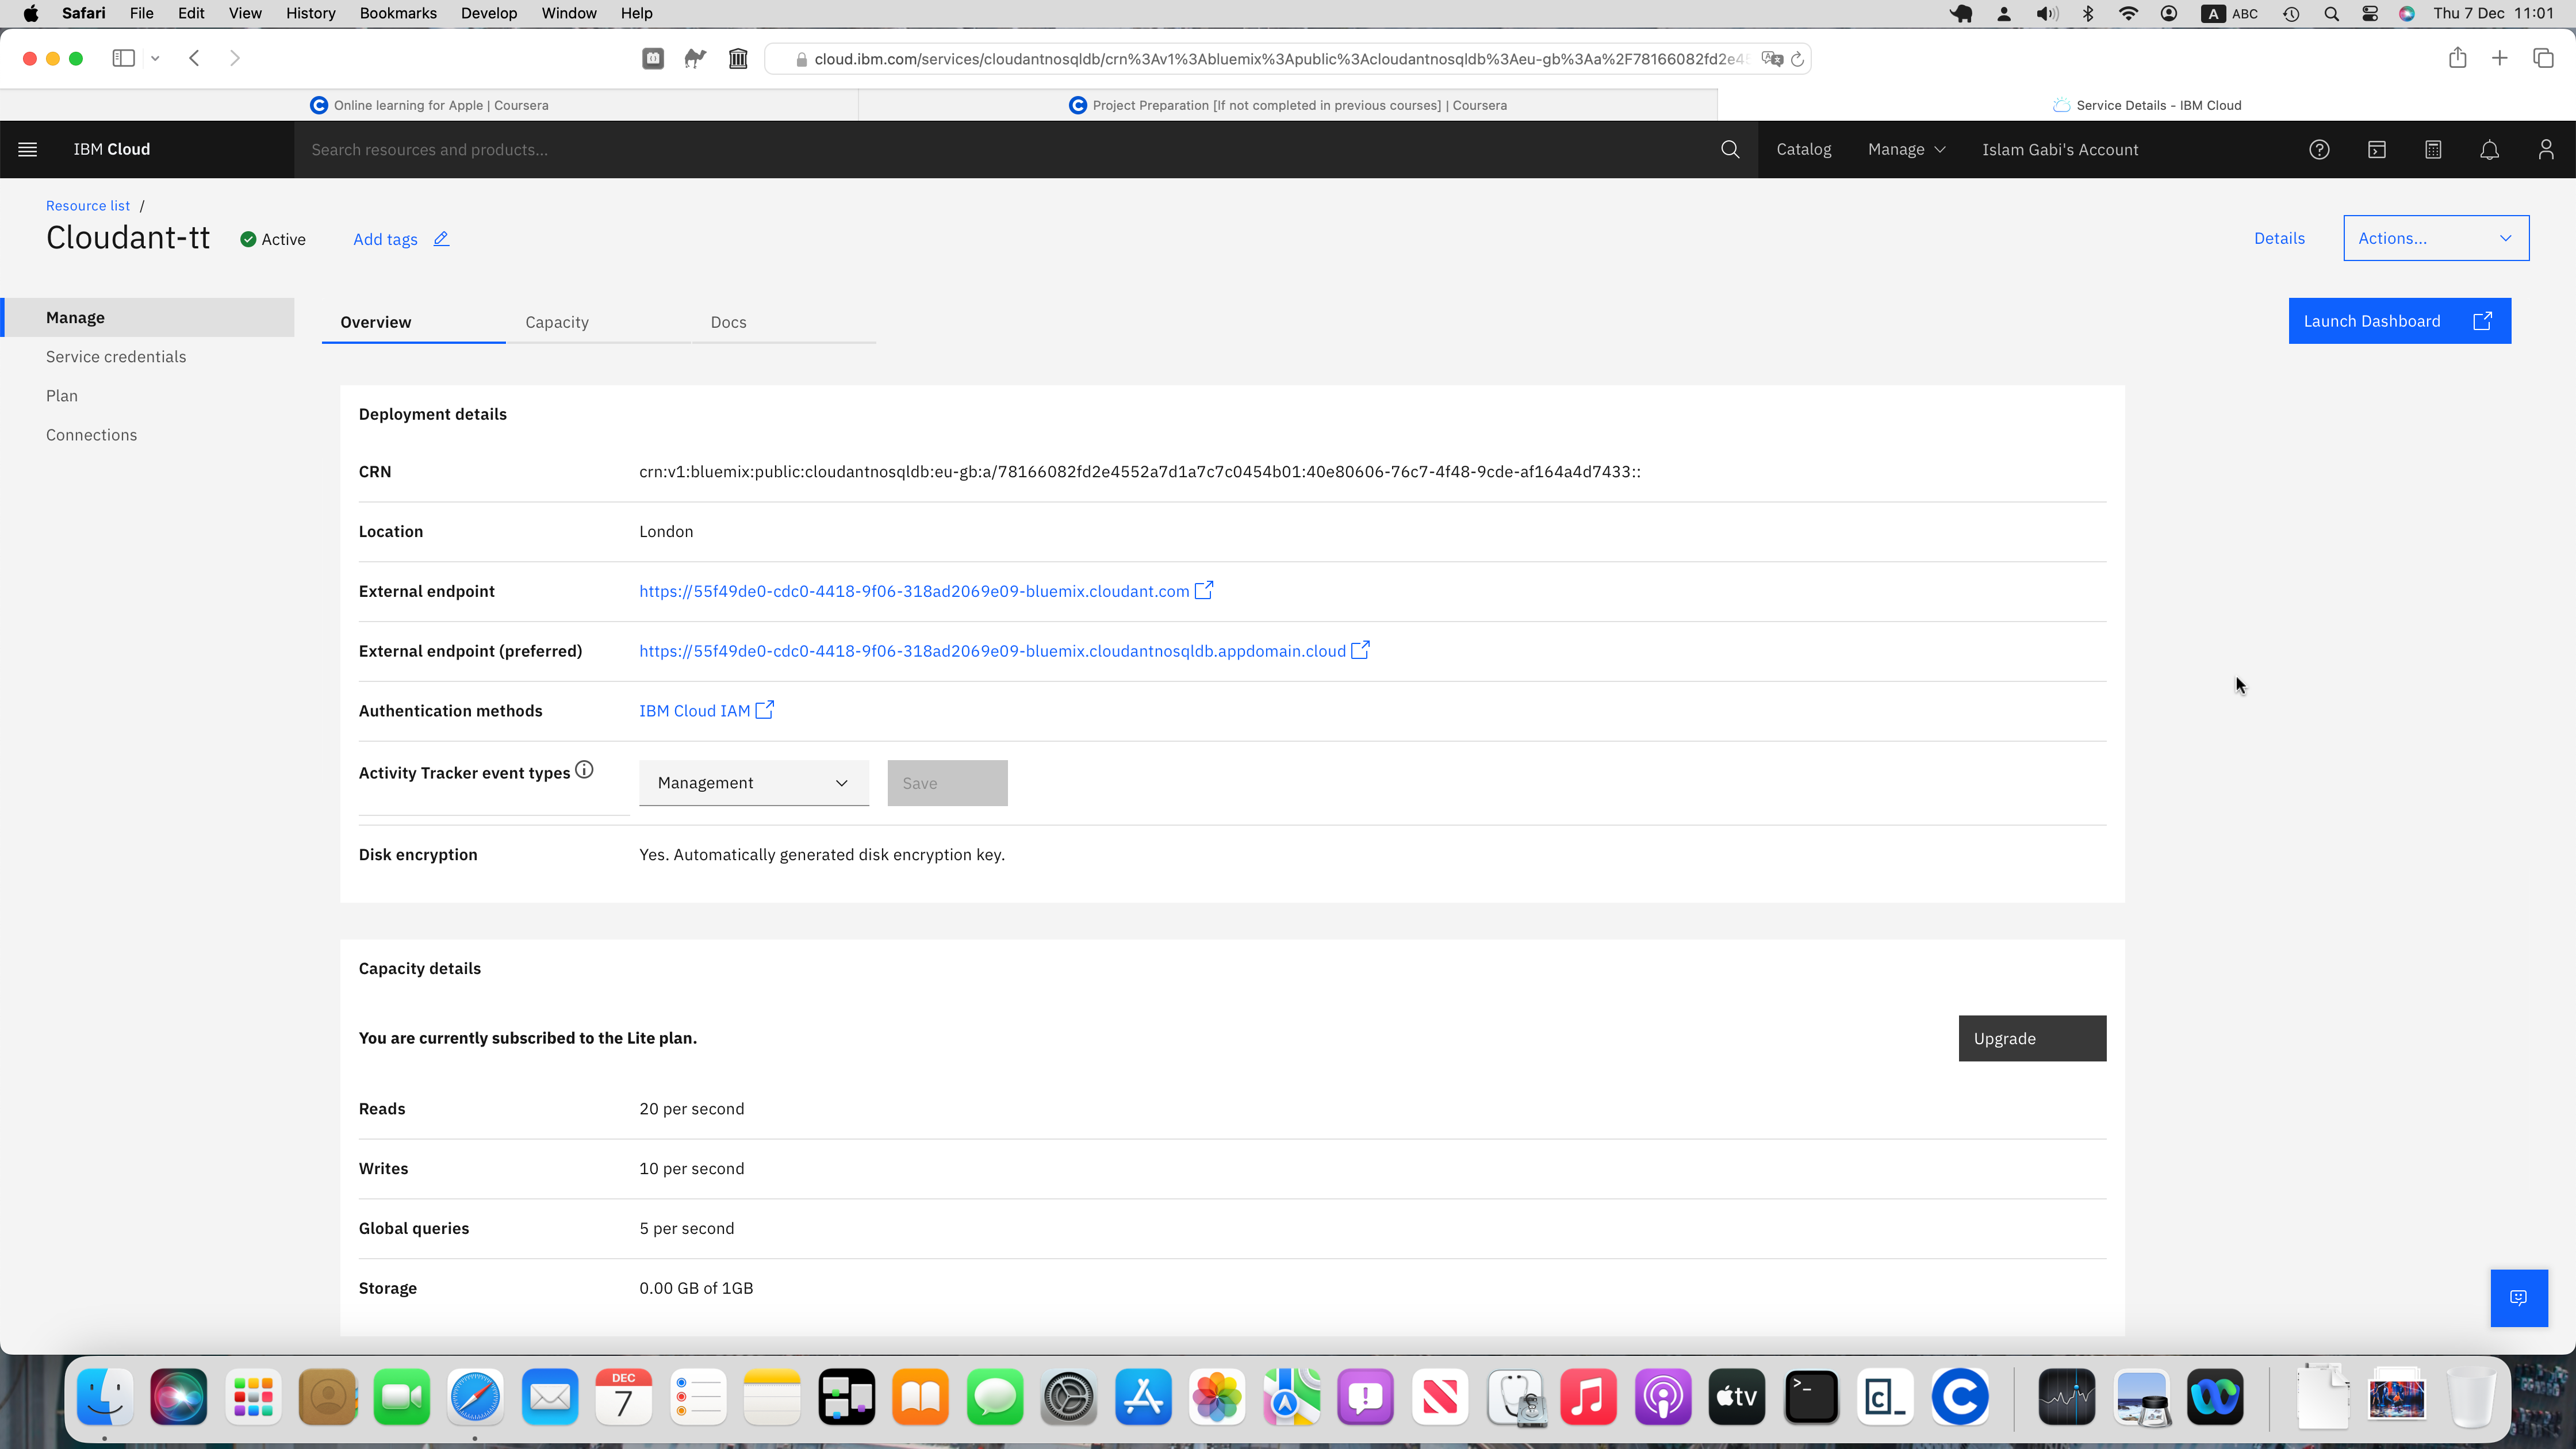 Safari File Edit View History Bookmarks Develop Window Help A ABC Thu 7 Dec 11:01
cloud.ibm.com/services/cloudantnosqldb/crn%3Av1%3Abluemix%3Apublic%3Acloudantnosqldb%3Aeu-gb%3Aa%2F78166082fd2e45
Online learning for Apple | Coursera
Project Preparation [If not completed in previous courses] | Coursera
Service Details - IBM Cloud
IBM Cloud Search resources and products... Catalog Manage Islam Gabi's Account
Resource list /
Cloudant-tt Active Add tags Details Actions...
Manage
Service credentials
Plan
Connections
Overview Capacity Docs Launch Dashboard
Deployment details
CRN crn:v1:bluemix:public:cloudantnosqldb:eu-gb:a/78166082fd2e4552a7d1a7c7c0454b01:40e80606-76c7-4f48-9cde-af164a4d7433::
Location London
External endpoint https://55f49de0-cdc0-4418-9f06-318ad2069e09-bluemix.cloudant.com
External endpoint (preferred) https://55f49de0-cdc0-4418-9f06-318ad2069e09-bluemix.cloudantnosqldb.appdomain.cloud
Authentication methods IBM Cloud IAM
Activity Tracker event types Management Save
Disk encryption Yes. Automatically generated disk encryption key.
Capacity details
You are currently subscribed to the Lite plan. Upgrade
Reads 20 per second
Writes 10 per second
Global queries 5 per second
Storage 0.00 GB of 1GB
DEC
7
tv